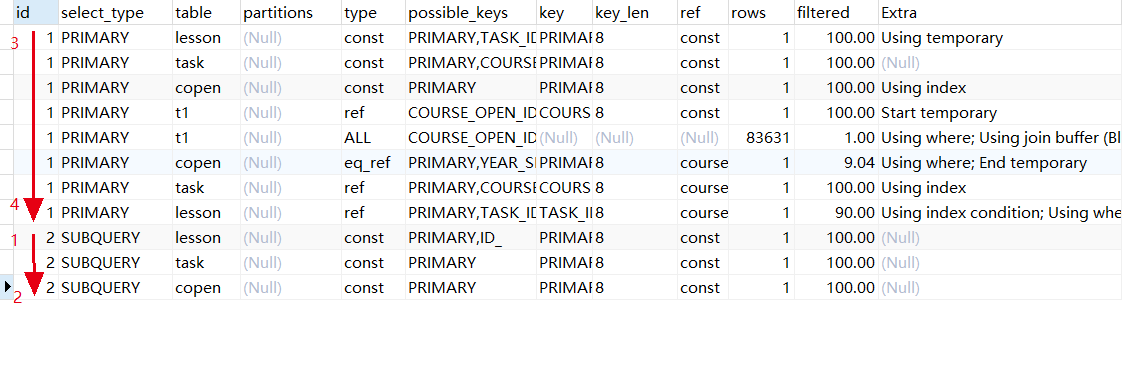 id select_type table partitions type possible_keys key key_len ref rows filtered Extra
3 1 PRIMARY lesson (Null) const PRIMARY,TASK_ID PRIMAR 8 const 1 100.00 Using temporary
1 PRIMARY task (Null) const PRIMARY,COURSE PRIMAR 8 const 1 100.00 (Null)
1 PRIMARY copen (Null) const PRIMARY PRIMAR 8 const 1 100.00 Using index
1 PRIMARY t1 (Null) ref COURSE_OPEN_ID COURS 8 const 1 100.00 Start temporary
1 PRIMARY t1 (Null) ALL COURSE_OPEN_ID (Null) (Null) (Null) 83631 1.00 Using where; Using join buffer (Bl
1 PRIMARY copen (Null) eq_ref PRIMARY,YEAR_SE PRIMAR 8 course 1 9.04 Using where; End temporary
1 PRIMARY task (Null) ref PRIMARY,COURSE COURS 8 course 1 100.00 Using index
4 1 PRIMARY lesson (Null) ref PRIMARY,TASK_ID TASK_II 8 course 1 90.00 Using index condition; Using whe
1 2 SUBQUERY lesson (Null) const PRIMARY,ID_ PRIMAR 8 const 1 100.00 (Null)
2 SUBQUERY task (Null) const PRIMARY PRIMAR 8 const 1 100.00 (Null)
2 2 SUBQUERY copen (Null) const PRIMARY PRIMAR 8 const 1 100.00 (Null)